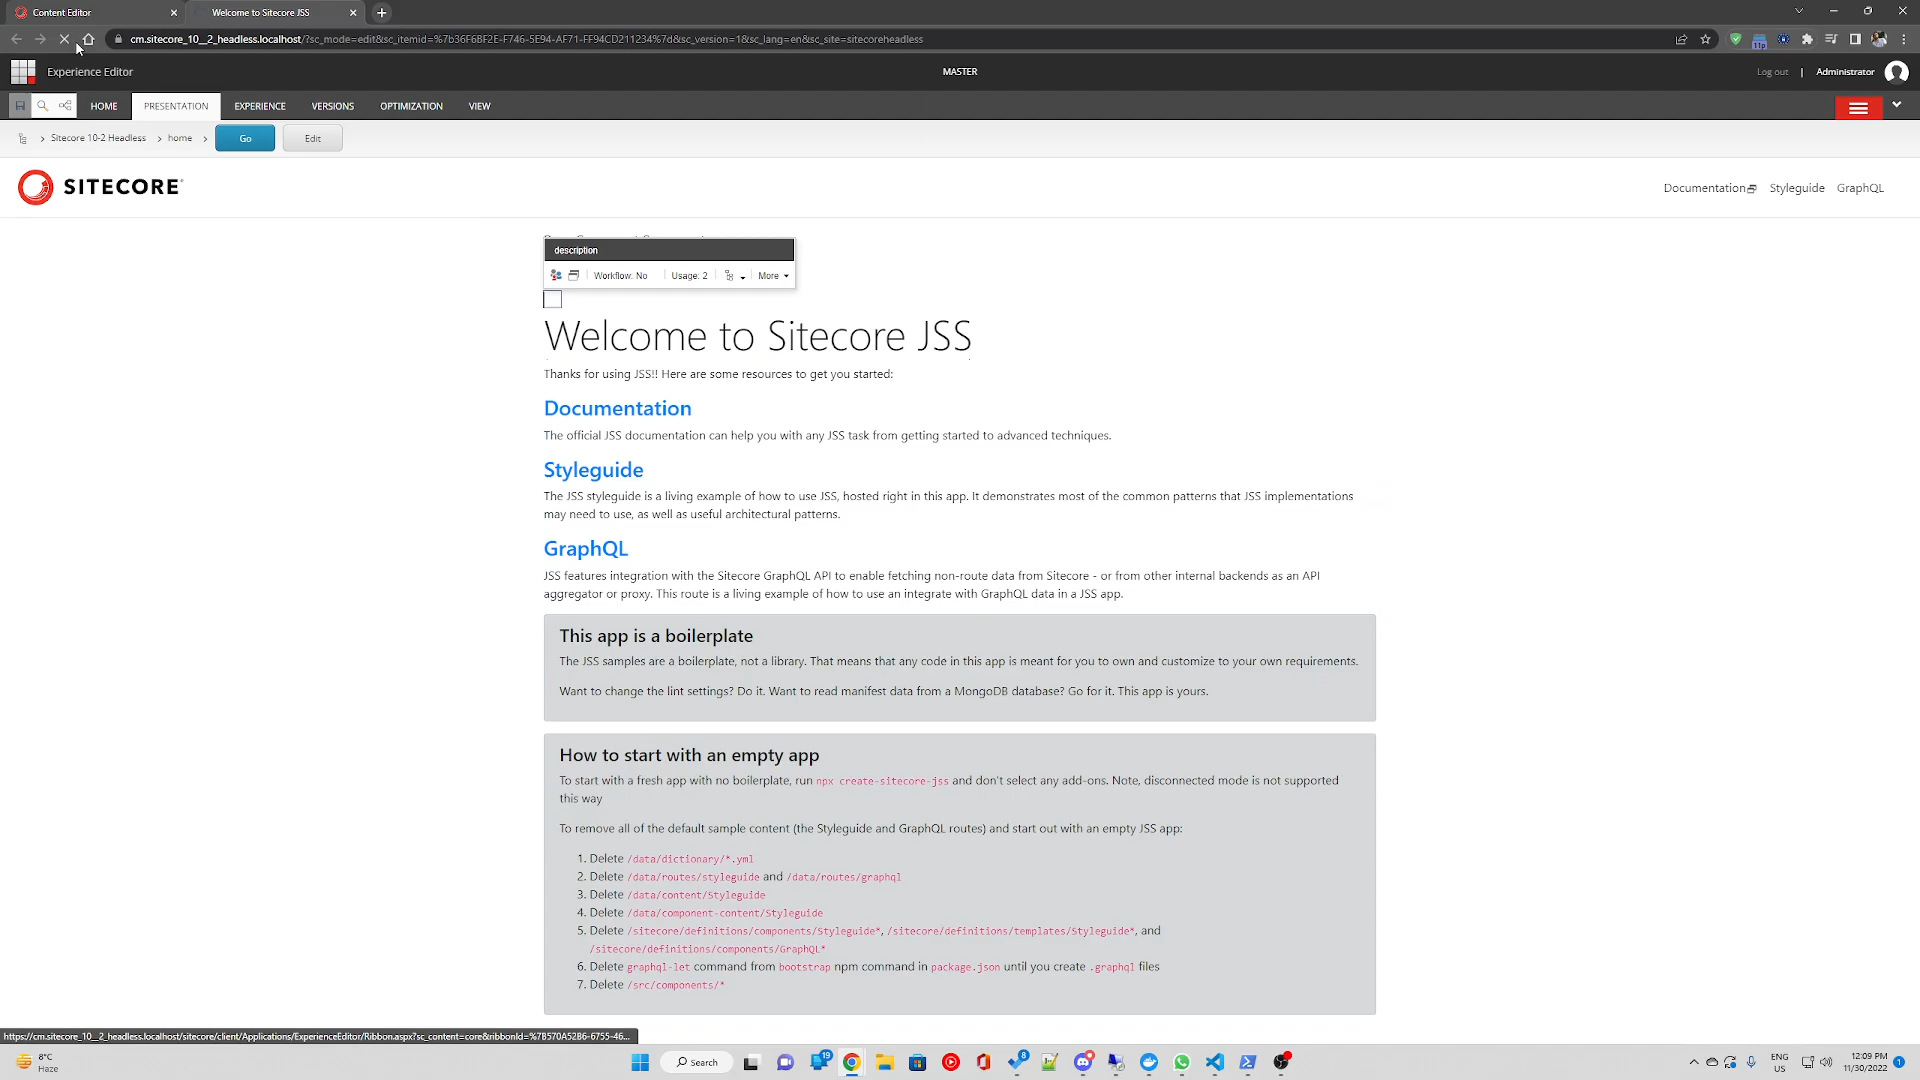 Content Editor
Welcome to Sitecore JSS
cm.sitecore_10__2_headless.localhost/?sc_mode=edit&sc_itemid=%7b36F6BF2E-F746-5E94-AF71-FF94CD211234%7d&sc_version=1&sc_lang=en&sc_site=sitecoreheadless
11p
Experience Editor
MASTER
Log out | Administrator
HOME
PRESENTATION
EXPERIENCE
VERSIONS
OPTIMIZATION
VIEW
Sitecore 10-2 Headless
home
Go
Edit
SITECORE
Documentation
Styleguide
GraphQL
description
Workflow: No
Usage: 2
More
Welcome to Sitecore JSS
Thanks for using JSS!! Here are some resources to get you started:
Documentation
The official JSS documentation can help you with any JSS task from getting started to advanced techniques.
Styleguide
The JSS styleguide is a living example of how to use JSS, hosted right in this app. It demonstrates most of the common patterns that JSS implementations
may need to use, as well as useful architectural patterns.
GraphQL
JSS features integration with the Sitecore GraphQL API to enable fetching non-route data from Sitecore - or from other internal backends as an API
aggregator or proxy. This route is a living example of how to use an integrate with GraphQL data in a JSS app.
This app is a boilerplate
The JSS samples are a boilerplate, not a library. That means that any code in this app is meant for you to own and customize to your own requirements.
Want to change the lint settings? Do it. Want to read manifest data from a MongoDB database? Go for it. This app is yours.
How to start with an empty app
To start with a fresh app with no boilerplate, run npx create-sitecore-jss and don't select any add-ons. Note, disconnected mode is not supported
this way
To remove all of the default sample content (the Styleguide and GraphQL routes) and start out with an empty JSS app:
1. Delete /data/dictionary/*.yml
2. Delete /data/routes/styleguide and /data/routes/graphql
3. Delete /data/content/Styleguide
4. Delete /data/component-content/Styleguide
5. Delete /sitecore/definitions/components/Styleguide*, /sitecore/definitions/templates/Styleguide*, and
/sitecore/definitions/components/GraphQL*
6. Delete graphql-let command from bootstrap npm command in package.json until you create .graphql files
7. Delete /src/components/*
https://cm.sitecore_10__2_headless.localhost/sitecore/client/Applications/ExperienceEditor/Ribbon.aspx?sc_content=core&ribbonId=%7B570A52B6-6755-46...
8°C
Haze
Search
19
8
ENG
US
12:09 PM
11/30/2022
1